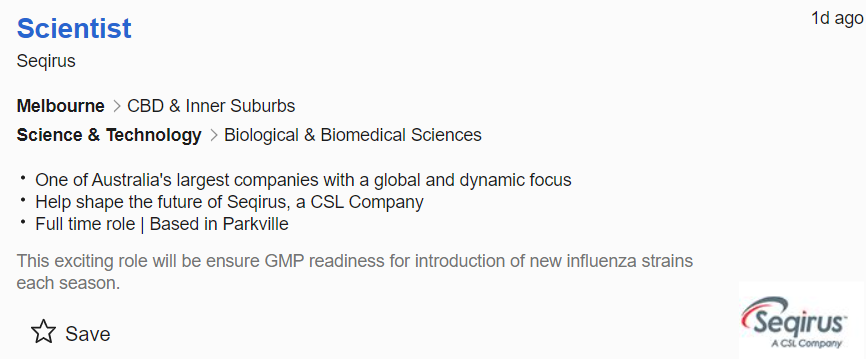 1d ago
Scientist
Seqirus
Melbourne > CBD & Inner Suburbs
Science & Technology > Biological & Biomedical Sciences
• One of Australia's largest companies with a global and dynamic focus
• Help shape the future of Seqirus, a CSL Company
• Full time role | Based in Parkville
This exciting role will be ensure GMP readiness for introduction of new influenza strains
each season.
Save
Seqirus™
A CSL Company